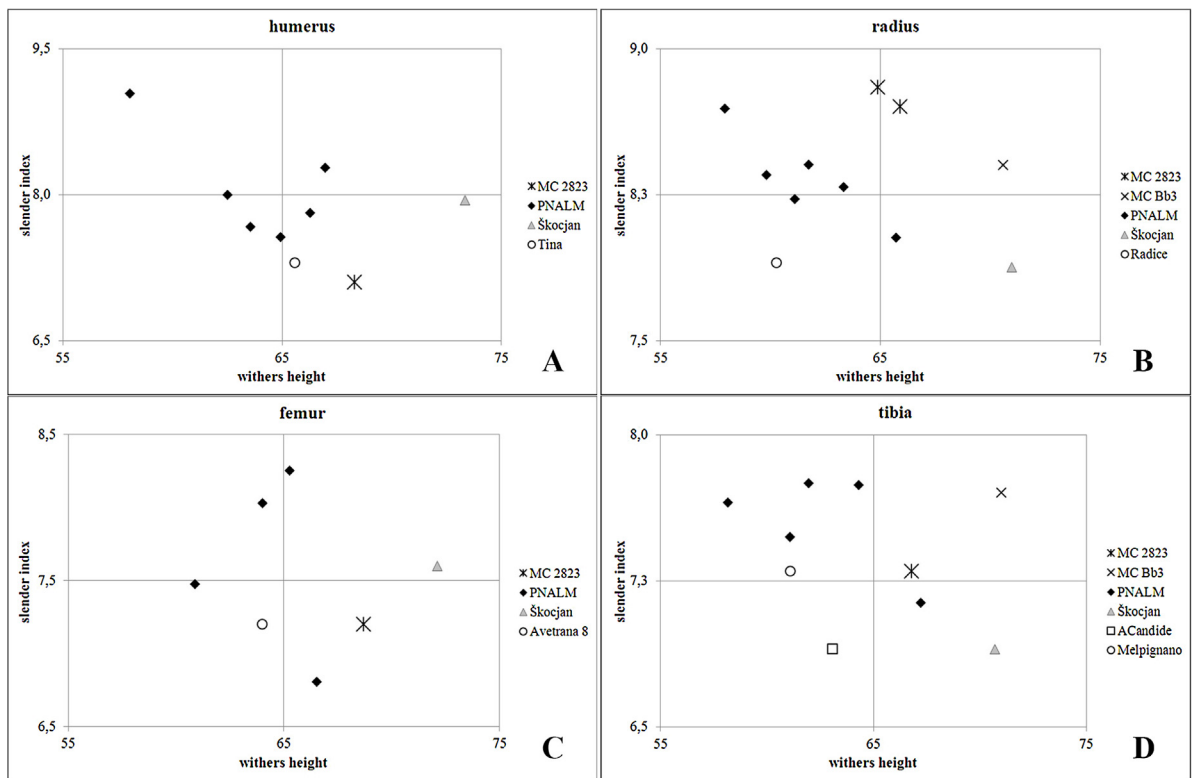 humerus
9,5
8,0
6,5
slender index
55
65
75
withers height
MC 2823
PNALM
Škocjan
Tina
A
radius
9,0
8,3
7,5
slender index
55
65
75
withers height
MC 2823
MC Bb3
PNALM
Škocjan
Radice
B
femur
8,5
7,5
6,5
slender index
55
65
75
withers height
MC 2823
PNALM
Škocjan
Avetrana 8
C
tibia
8,0
7,3
6,5
slender index
55
65
75
withers height
MC 2823
MC Bb3
PNALM
Škocjan
ACandide
Melpignano
D